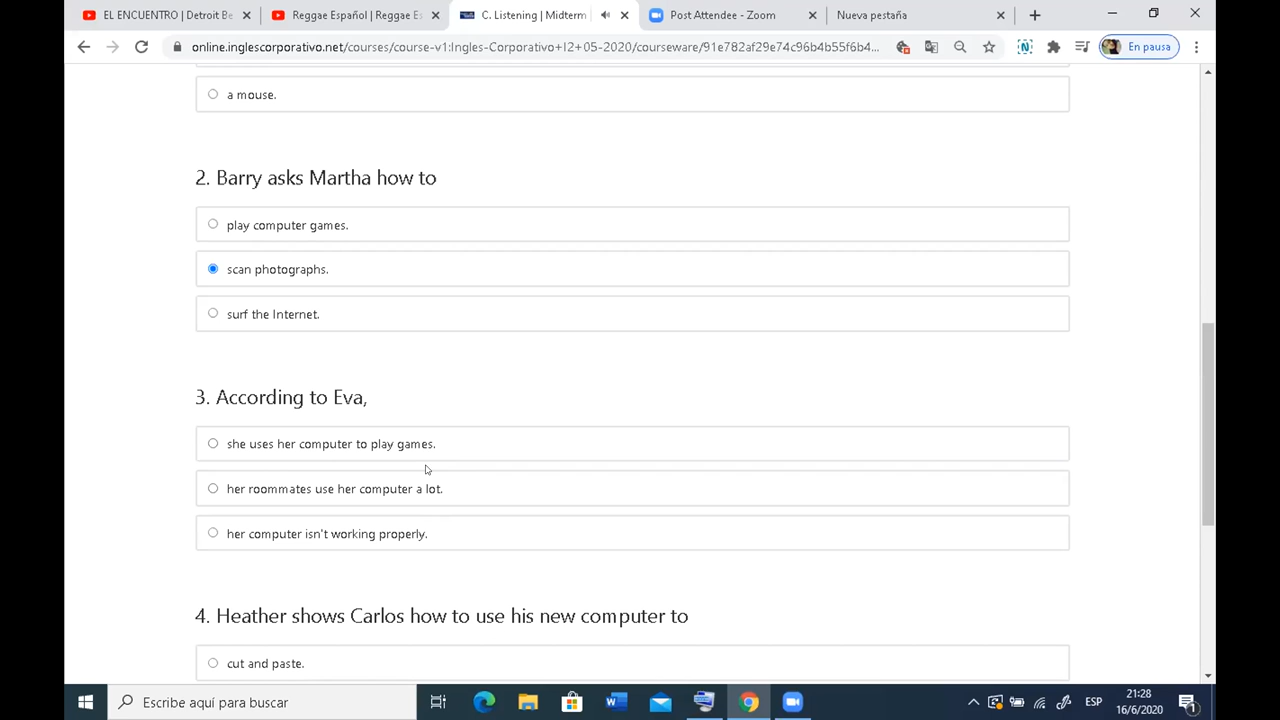 EL ENCUENTRO | Detroit Be
Reggae Español | Reggae Es
C. Listening | Midterm
Post Attendee - Zoom
Nueva pestaña
online.inglescorporativo.net/courses/course-v1:Ingles-Corporativo+I2+05-2020/courseware/91e782af29e74c96b4b55f6b4...
En pausa
a mouse.
2. Barry asks Martha how to
play computer games.
scan photographs.
surf the Internet.
3. According to Eva,
she uses her computer to play games.
her roommates use her computer a lot.
her computer isn't working properly.
4. Heather shows Carlos how to use his new computer to
cut and paste.
Escribe aquí para buscar
ESP
21:28
16/6/2020
1